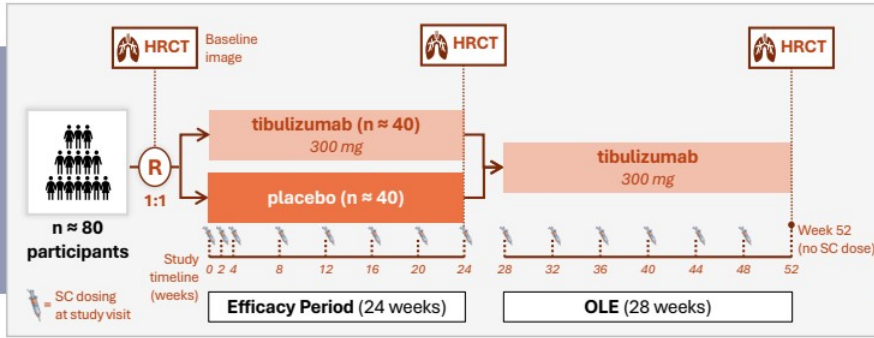 HRCT
Baseline
image
HRCT
HRCT
tibulizumab (n ≈ 40)
300 mg
R
1:1
placebo (n ≈ 40)
tibulizumab
300 mg
n ≈ 80
participants
Study
timeline
(weeks)
0 2 4 8 12 16 20 24 28 32 36 40 44 48 52
Week 52
(no SC dose)
= SC dosing
at study visit
Efficacy Period (24 weeks)
OLE (28 weeks)